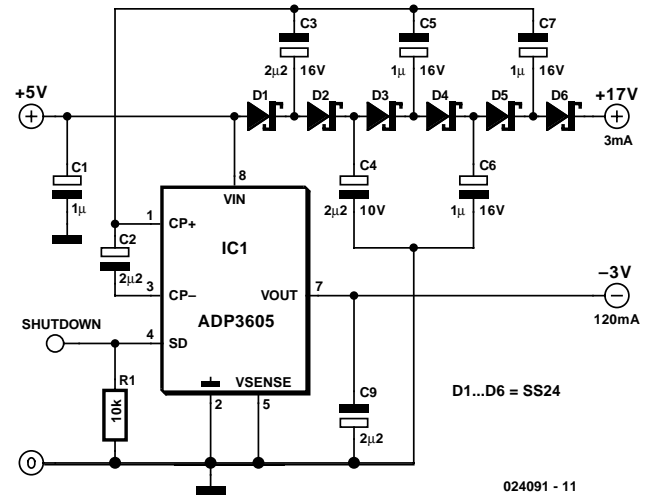 C3
C5
C7
2µ2
16V
1µ
16V
1µ
16V
+5V
D1
D2
D3
D4
D5
D6
+17V
3mA
C1
1µ
8
VIN
C4
2µ2
10V
C6
1µ
16V
1
CP+
IC1
C2
2µ2
3
CP–
VOUT
7
–3V
120mA
ADP3605
SHUTDOWN
4
SD
R1
10k
VSENSE
2
5
C9
2µ2
D1...D6 = SS24
0
024091 - 11